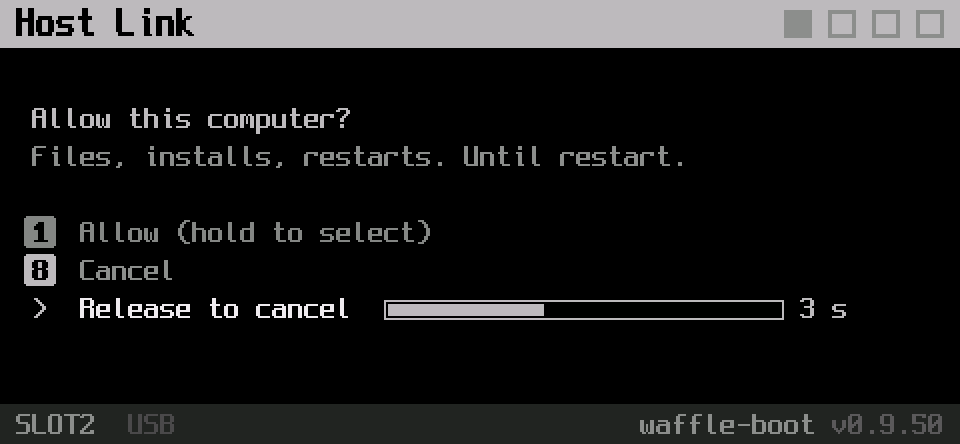 Host Link
Allow this computer?
Files, installs, restarts. Until restart.
1 Allow (hold to select)
8 Cancel
> Release to cancel 3 s
SLOT2 USB waffle-boot v0.9.50